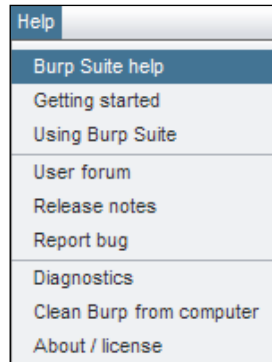 Help
Burp Suite help
Getting started
Using Burp Suite
User forum
Release notes
Report bug
Diagnostics
Clean Burp from computer
About / license